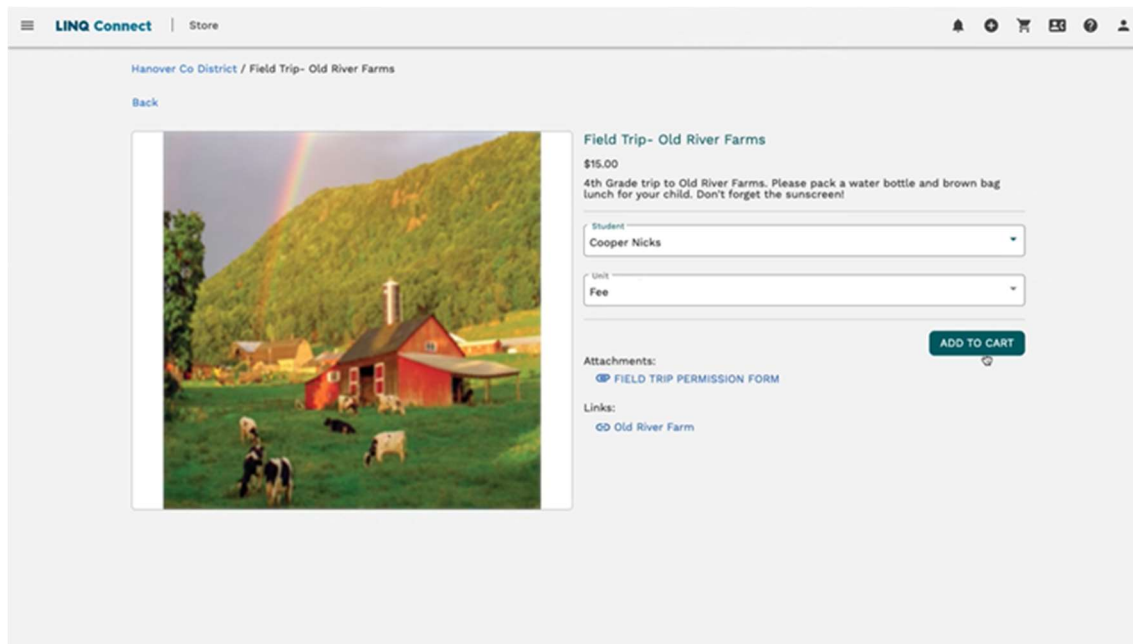 LINQ Connect | Store
Hanover Co District / Field Trip- Old River Farms
Back
Field Trip- Old River Farms
$15.00
4th Grade trip to Old River Farms. Please pack a water bottle and brown bag
lunch for your child. Don't forget the sunscreen!
Student
Cooper Nicks
Unit
Fee
ADD TO CART
Attachments:
FIELD TRIP PERMISSION FORM
Links:
Old River Farm